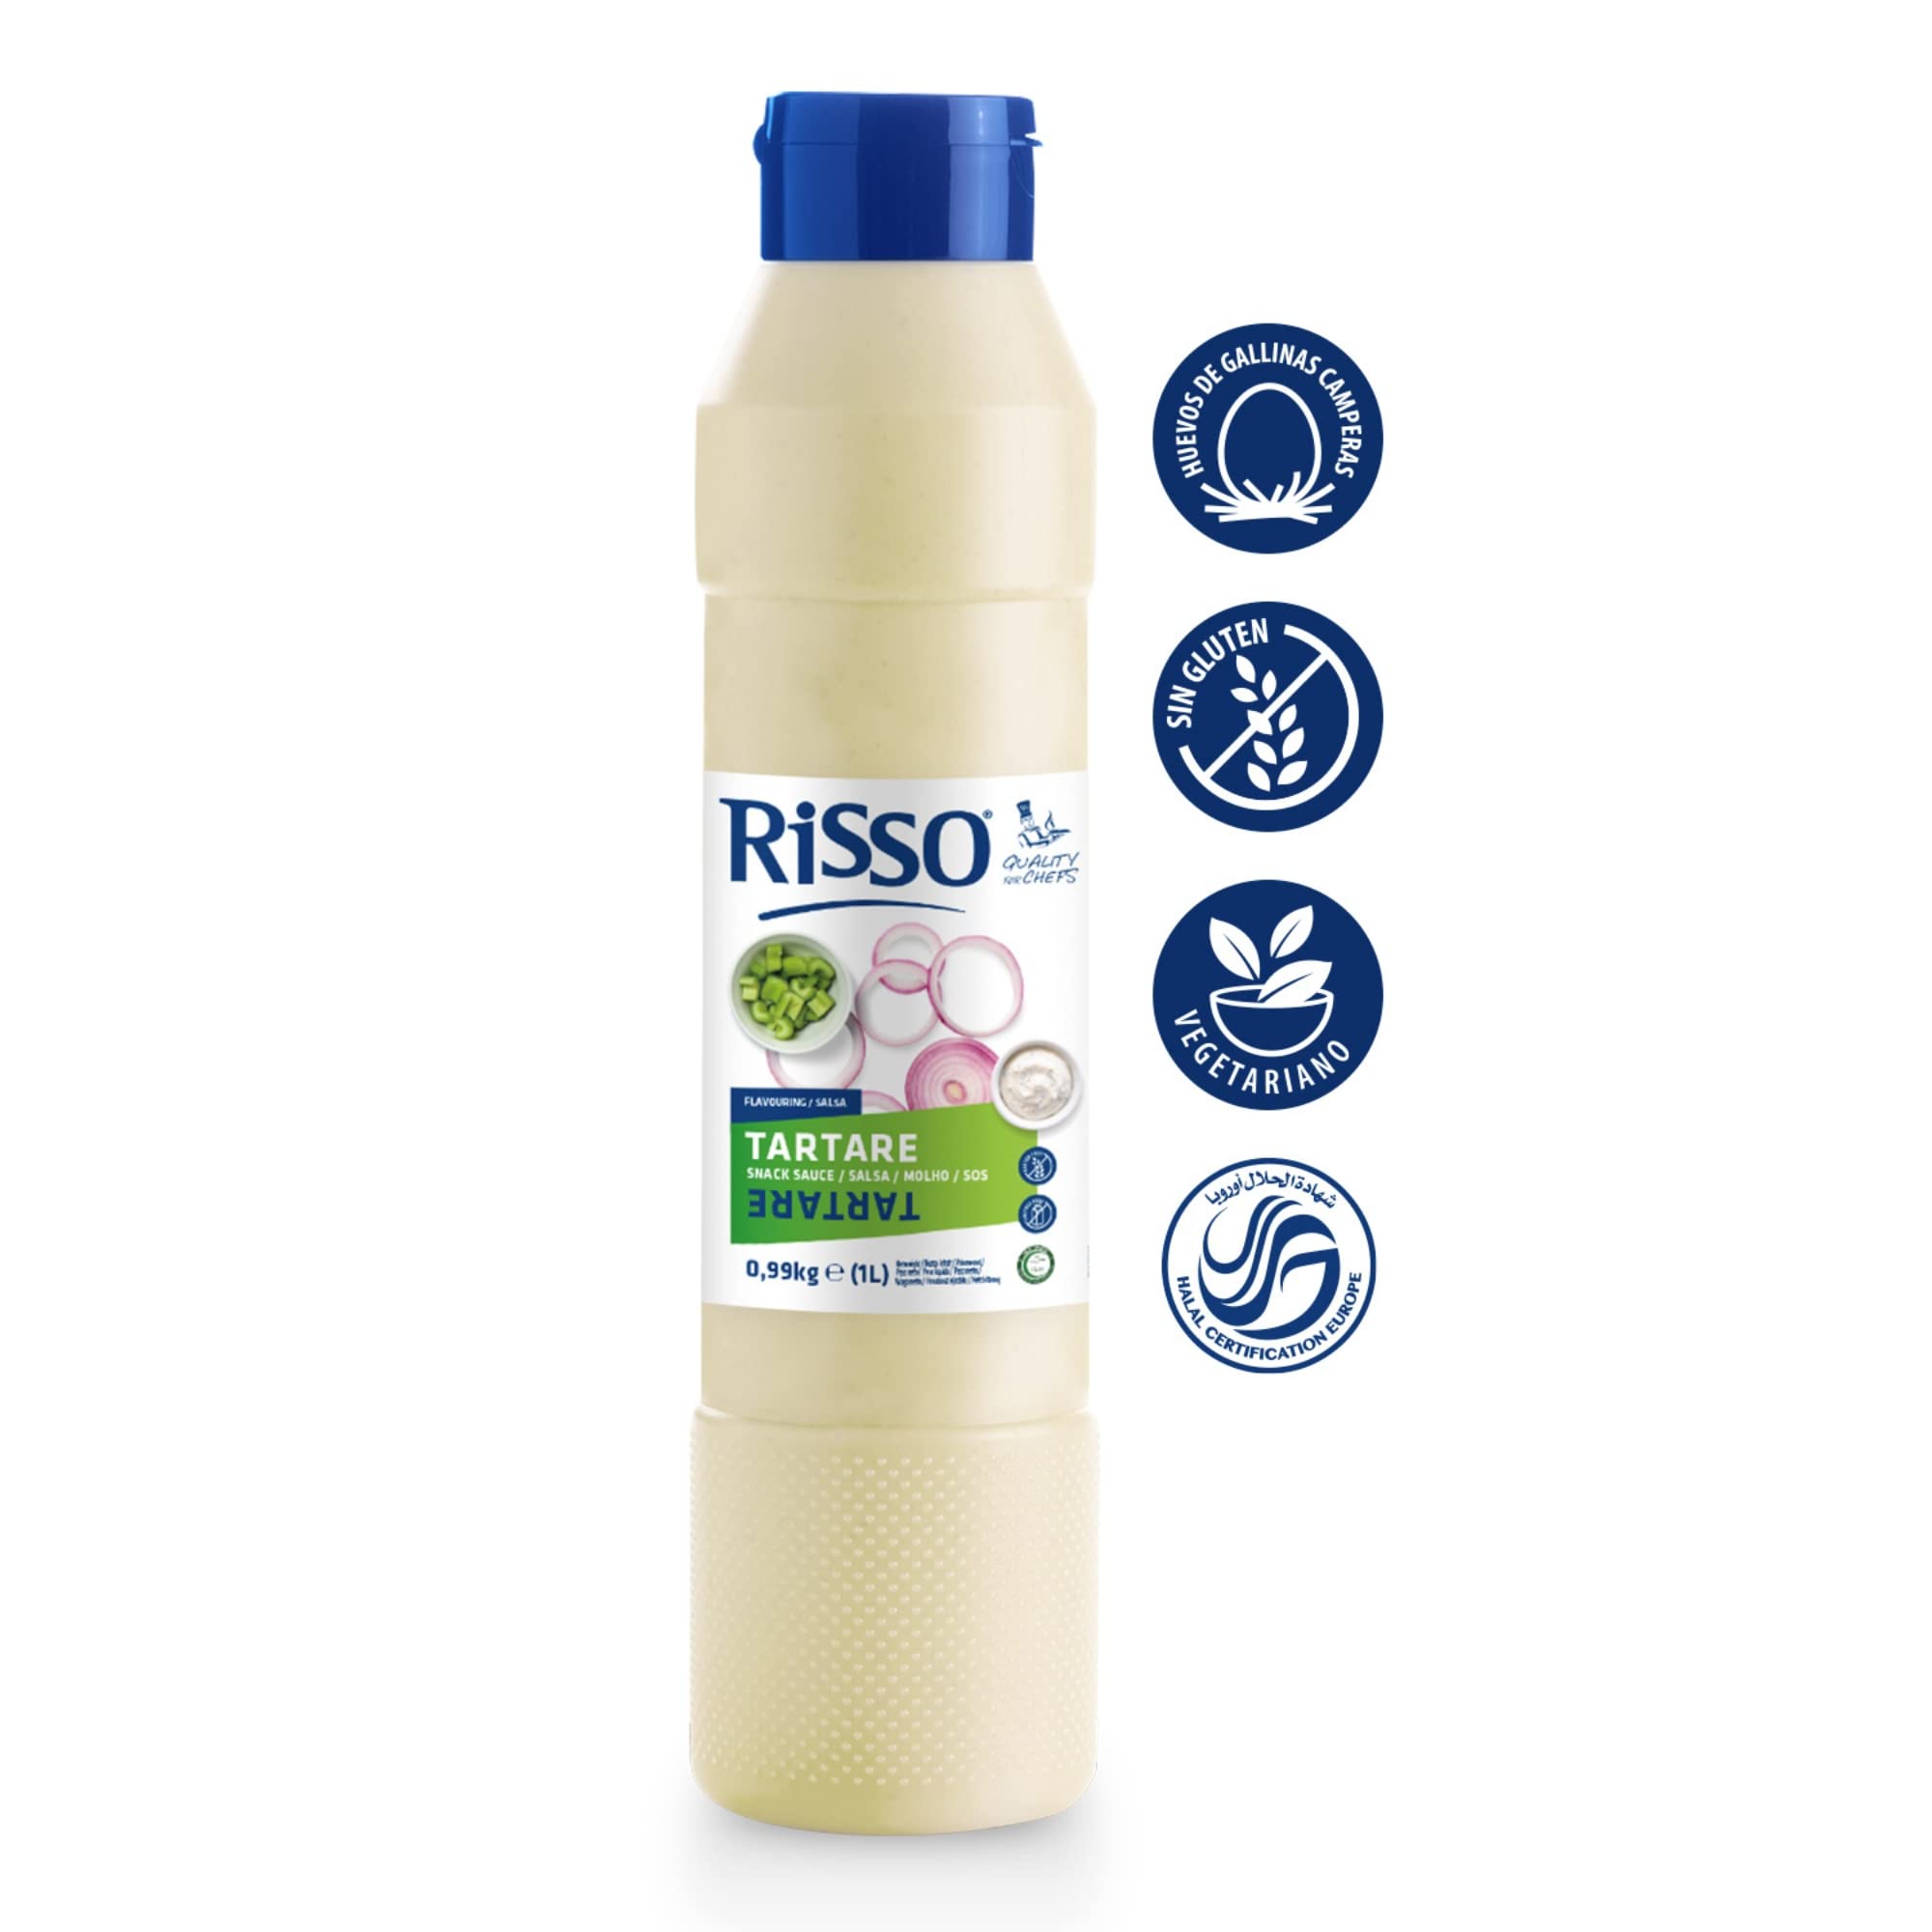 RiSSO®
QUALITY
FOR CHEFS
FLAVOURING / SALSA
TARTARE
SNACK SAUCE / SALSA / MOLHO / SOS
TARTARE
0,99kg ℮ (1L)
HUEVOS DE GALLINAS CAMPERAS
SIN GLUTEN
VEGETARIANO
شهادة الحلال أوروبا
HALAL CERTIFICATION EUROPE